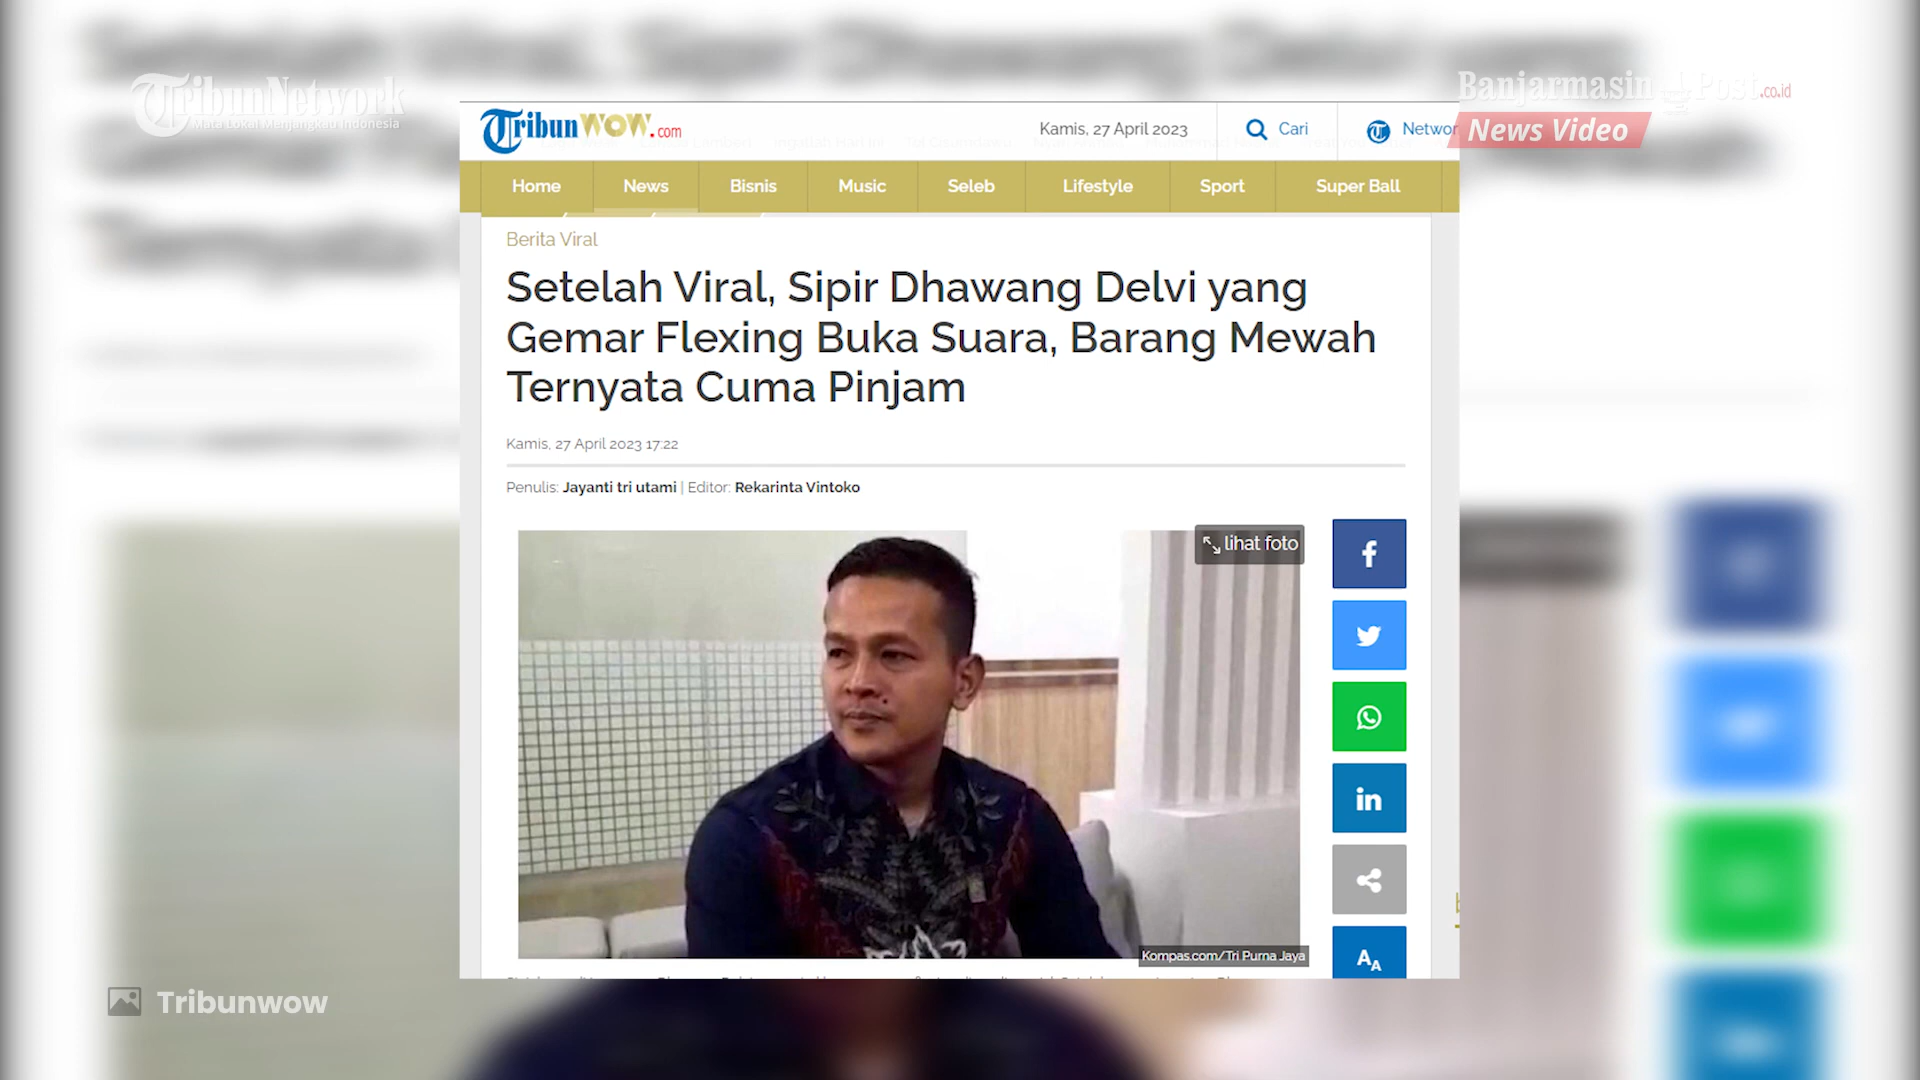 TribunNetwork
Mata Lokal Menjangkau Indonesia
Banjarmasin Post.co.id
News Video
TribunWOW.com
Kamis, 27 April 2023
Cari
Networ
Home
News
Bisnis
Music
Seleb
Lifestyle
Sport
Super Ball
Berita Viral
Setelah Viral, Sipir Dhawang Delvi yang
Gemar Flexing Buka Suara, Barang Mewah
Ternyata Cuma Pinjam
Kamis, 27 April 2023 17:22
Penulis: Jayanti tri utami | Editor: Rekarinta Vintoko
lihat foto
Kompas.com/Tri Purna Jaya
AA
Tribunwow